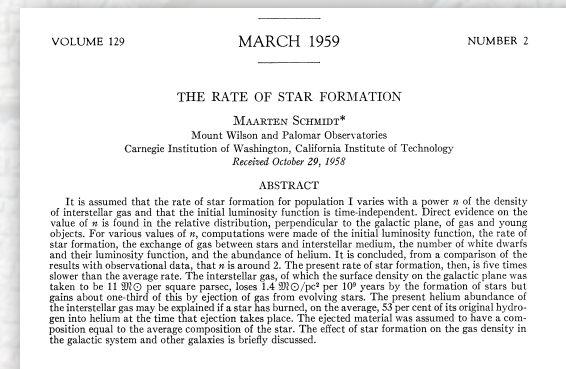 VOLUME 129 MARCH 1959 NUMBER 2
THE RATE OF STAR FORMATION
MAARTEN SCHMIDT*
Mount Wilson and Palomar Observatories
Carnegie Institution of Washington, California Institute of Technology
Received October 29, 1958
ABSTRACT
It is assumed that the rate of star formation for population I varies with a power n of the density
of interstellar gas and that the initial luminosity function is time-independent. Direct evidence on the
value of n is found in the relative distribution, perpendicular to the galactic plane, of gas and young
objects. For various values of n, computations were made of the initial luminosity function, the rate of
star formation, the exchange of gas between stars and interstellar medium, the number of white dwarfs
and their luminosity function, and the abundance of helium. It is concluded, from a comparison of the
results with observational data, that n is around 2. The present rate of star formation, then, is five times
slower than the average rate. The interstellar gas, of which the surface density on the galactic plane was
taken to be 11 𝔐⊙ per square parsec, loses 1.4 𝔐⊙/pc² per 10⁹ years by the formation of stars but
gains about one-third of this by ejection of gas from evolving stars. The present helium abundance of
the interstellar gas may be explained if a star has burned, on the average, 53 per cent of its original hydro-
gen into helium at the time that ejection takes place. The ejected material was assumed to have a com-
position equal to the average composition of the star. The effect of star formation on the gas density in
the galactic system and other galaxies is briefly discussed.